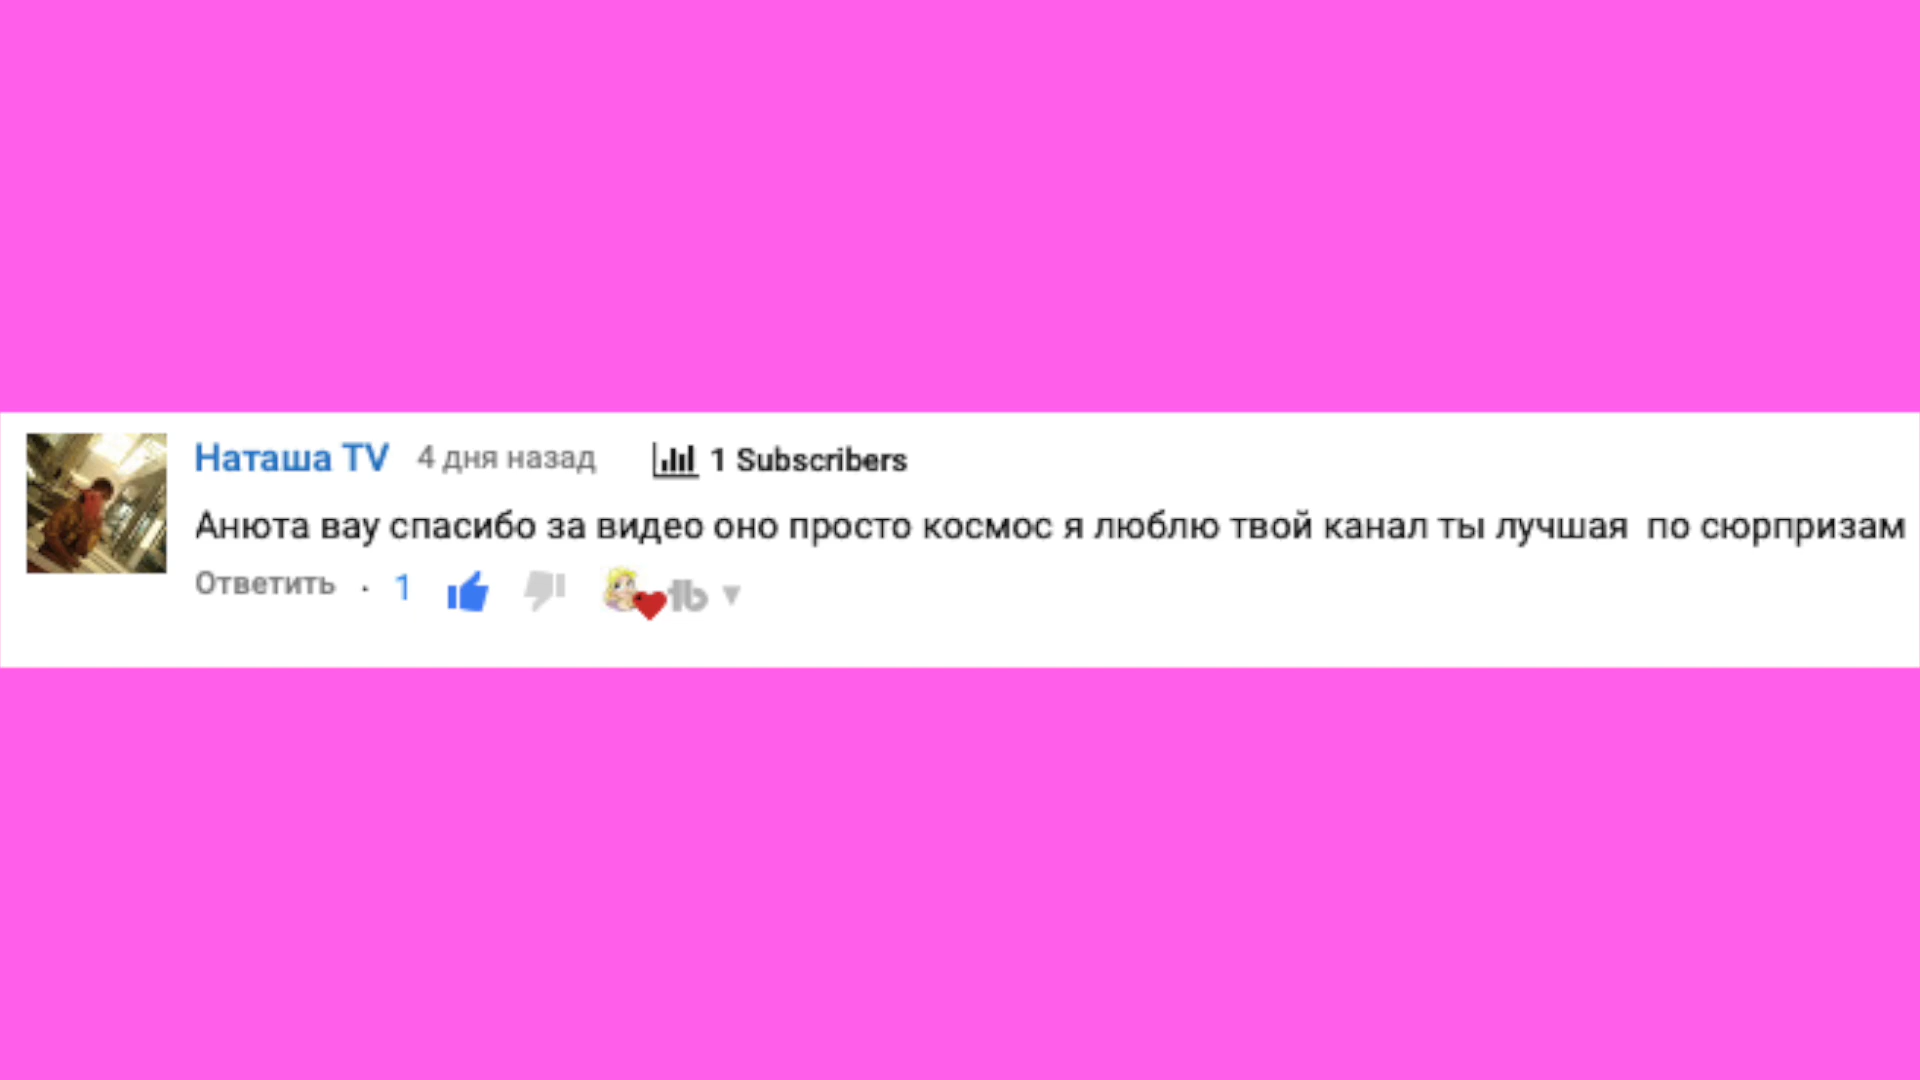 Наташа TV 4 дня назад 1 Subscribers
Анюта вау спасибо за видео оно просто космос я люблю твой канал ты лучшая по сюрпризам
Ответить · 1